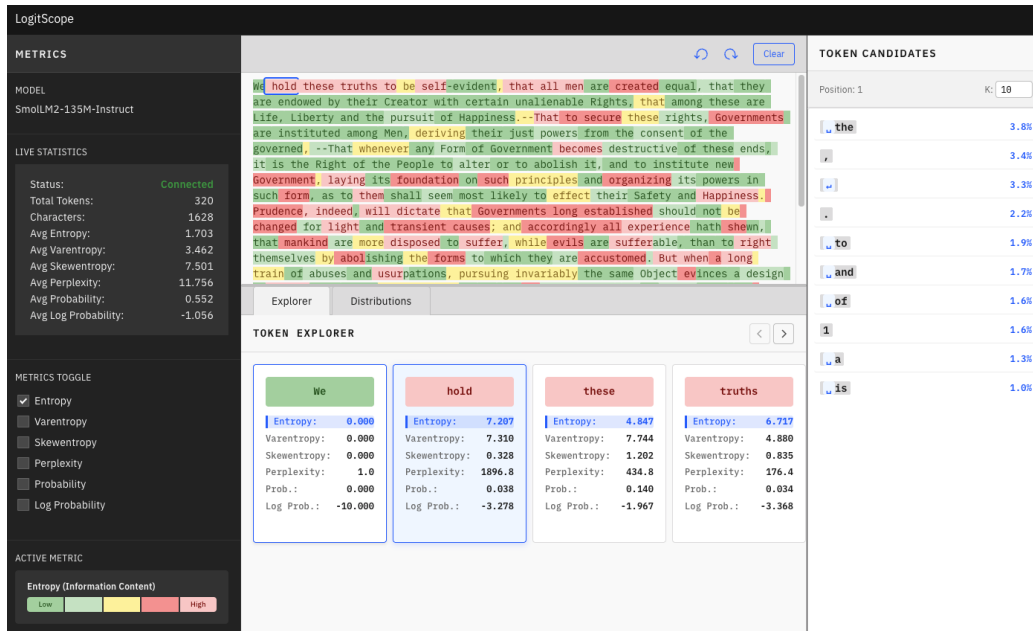 LogitScope
METRICS
MODEL
SmolLM2-135M-Instruct
LIVE STATISTICS
Status: Connected
Total Tokens: 320
Characters: 1628
Avg Entropy: 1.703
Avg Varentropy: 3.462
Avg Skewentropy: 7.501
Avg Perplexity: 11.756
Avg Probability: 0.552
Avg Log Probability: -1.056
METRICS TOGGLE
Entropy
Varentropy
Skewentropy
Perplexity
Probability
Log Probability
ACTIVE METRIC
Entropy (Information Content)
Low High
Clear
We hold these truths to be self-evident, that all men are created equal, that they
are endowed by their Creator with certain unalienable Rights, that among these are
Life, Liberty and the pursuit of Happiness.--That to secure these rights, Governments
are instituted among Men, deriving their just powers from the consent of the
governed, --That whenever any Form of Government becomes destructive of these ends,
it is the Right of the People to alter or to abolish it, and to institute new
Government, laying its foundation on such principles and organizing its powers in
such form, as to them shall seem most likely to effect their Safety and Happiness.
Prudence, indeed, will dictate that Governments long established should not be
changed for light and transient causes; and accordingly all experience hath shewn,
that mankind are more disposed to suffer, while evils are sufferable, than to right
themselves by abolishing the forms to which they are accustomed. But when a long
train of abuses and usurpations, pursuing invariably the same Object evinces a design
Explorer Distributions
TOKEN EXPLORER
< >
We
Entropy: 0.000
Varentropy: 0.000
Skewentropy: 0.000
Perplexity: 1.0
Prob.: 0.000
Log Prob.: -10.000
hold
Entropy: 7.207
Varentropy: 7.310
Skewentropy: 0.328
Perplexity: 1896.8
Prob.: 0.038
Log Prob.: -3.278
these
Entropy: 4.847
Varentropy: 7.744
Skewentropy: 1.202
Perplexity: 434.8
Prob.: 0.140
Log Prob.: -1.967
truths
Entropy: 6.717
Varentropy: 4.880
Skewentropy: 0.835
Perplexity: 176.4
Prob.: 0.034
Log Prob.: -3.368
TOKEN CANDIDATES
Position: 1 K: 10
␣the 3.8%
, 3.4%
↵ 3.3%
. 2.2%
␣to 1.9%
␣and 1.7%
␣of 1.6%
1 1.6%
␣a 1.3%
␣is 1.0%